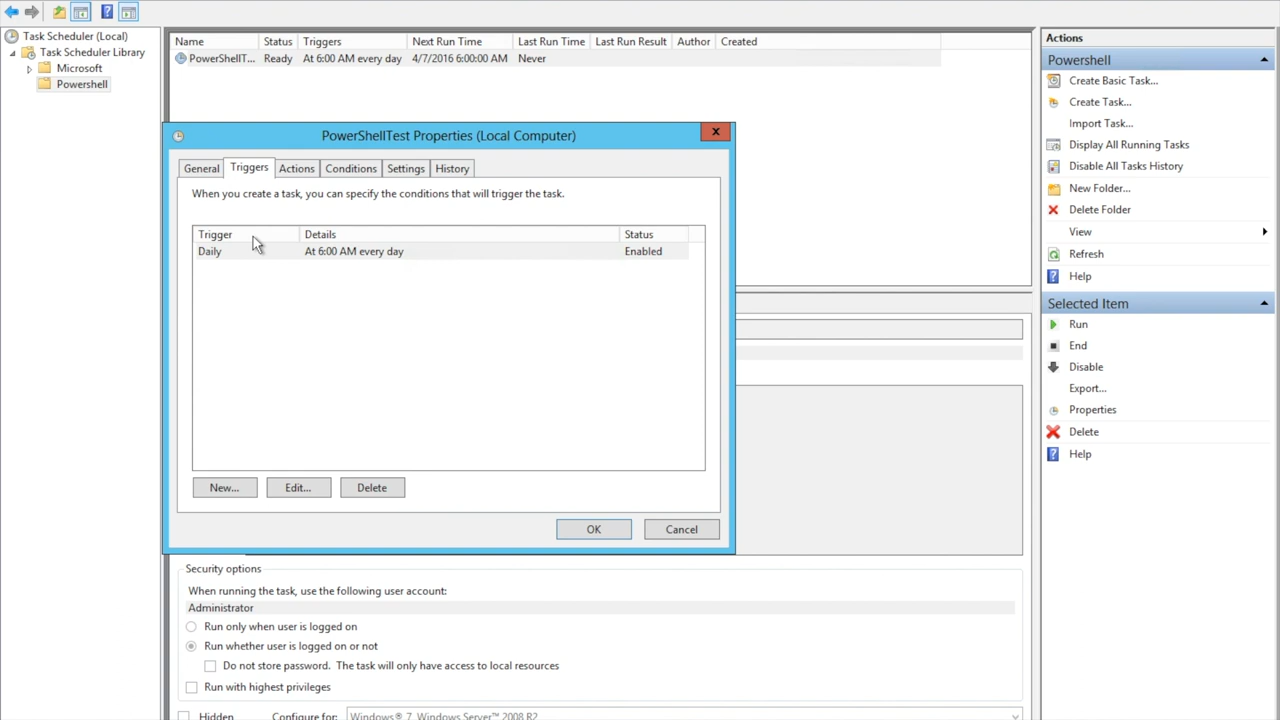 Task Scheduler (Local)
Task Scheduler Library
Microsoft
Powershell
Name Status Triggers Next Run Time Last Run Time Last Run Result Author Created
PowerShellT... Ready At 6:00 AM every day 4/7/2016 6:00:00 AM Never
PowerShellTest Properties (Local Computer)
x
General Triggers Actions Conditions Settings History
When you create a task, you can specify the conditions that will trigger the task.
Trigger Details Status
Daily At 6:00 AM every day Enabled
New... Edit... Delete
OK Cancel
Security options
When running the task, use the following user account:
Administrator
Run only when user is logged on
Run whether user is logged on or not
Do not store password. The task will only have access to local resources
Run with highest privileges
Hidden Configure for: Windows® 7, Windows Server™ 2008 R2
Actions
Powershell
Create Basic Task...
Create Task...
Import Task...
Display All Running Tasks
Disable All Tasks History
New Folder...
Delete Folder
View
Refresh
Help
Selected Item
Run
End
Disable
Export...
Properties
Delete
Help